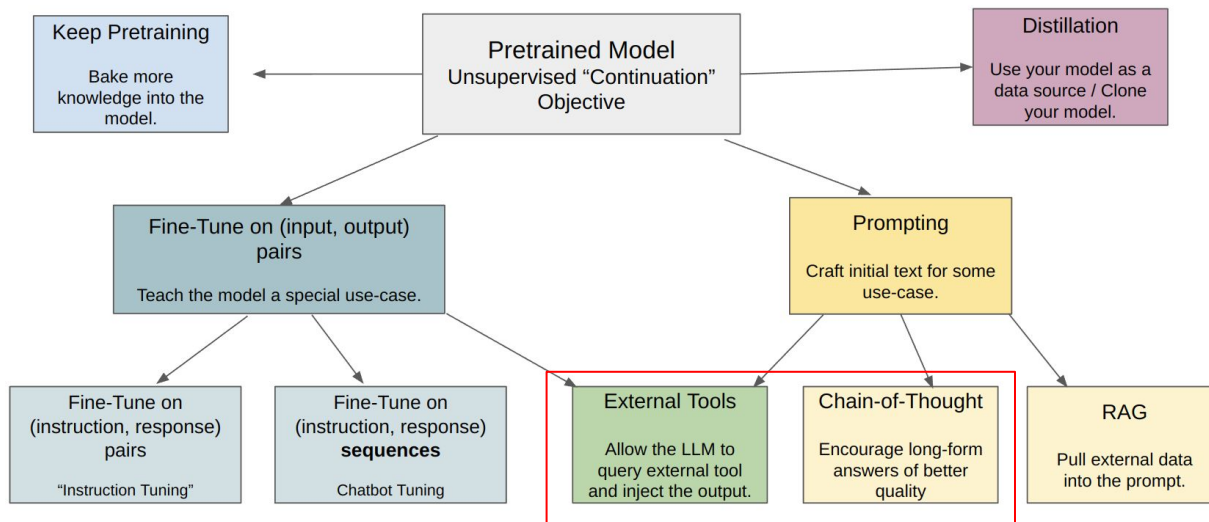 Keep Pretraining
Bake more
knowledge into the
model.
Pretrained Model
Unsupervised “Continuation”
Objective
Distillation
Use your model as a
data source / Clone
your model.
Fine-Tune on (input, output)
pairs
Teach the model a special use-case.
Prompting
Craft initial text for some
use-case.
Fine-Tune on
(instruction, response)
pairs
“Instruction Tuning”
Fine-Tune on
(instruction, response)
sequences
Chatbot Tuning
External Tools
Allow the LLM to
query external tool
and inject the output.
Chain-of-Thought
Encourage long-form
answers of better
quality
RAG
Pull external data
into the prompt.